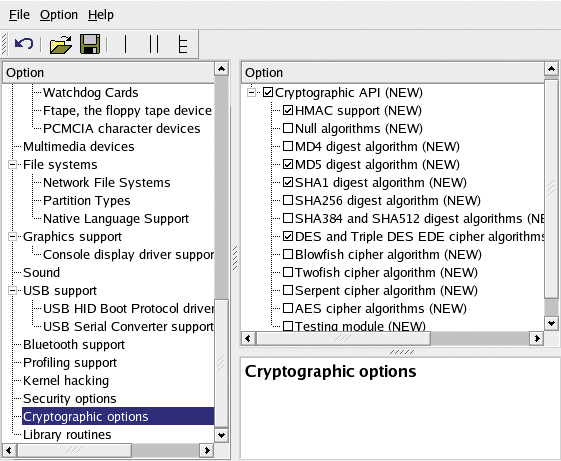 File Option Help
Option
Watchdog Cards
Ftape, the floppy tape device
PCMCIA character devices
Multimedia devices
File systems
Network File Systems
Partition Types
Native Language Support
Graphics support
Console display driver suppor
Sound
USB support
USB HID Boot Protocol driver
USB Serial Converter support
Bluetooth support
Profiling support
Kernel hacking
Security options
Cryptographic options
Library routines
Option
Cryptographic API (NEW)
HMAC support (NEW)
Null algorithms (NEW)
MD4 digest algorithm (NEW)
MD5 digest algorithm (NEW)
SHA1 digest algorithm (NEW)
SHA256 digest algorithm (NEW)
SHA384 and SHA512 digest algorithms (NE
DES and Triple DES EDE cipher algorithms
Blowfish cipher algorithm (NEW)
Twofish cipher algorithm (NEW)
Serpent cipher algorithm (NEW)
AES cipher algorithms (NEW)
Testing module (NEW)
Cryptographic options